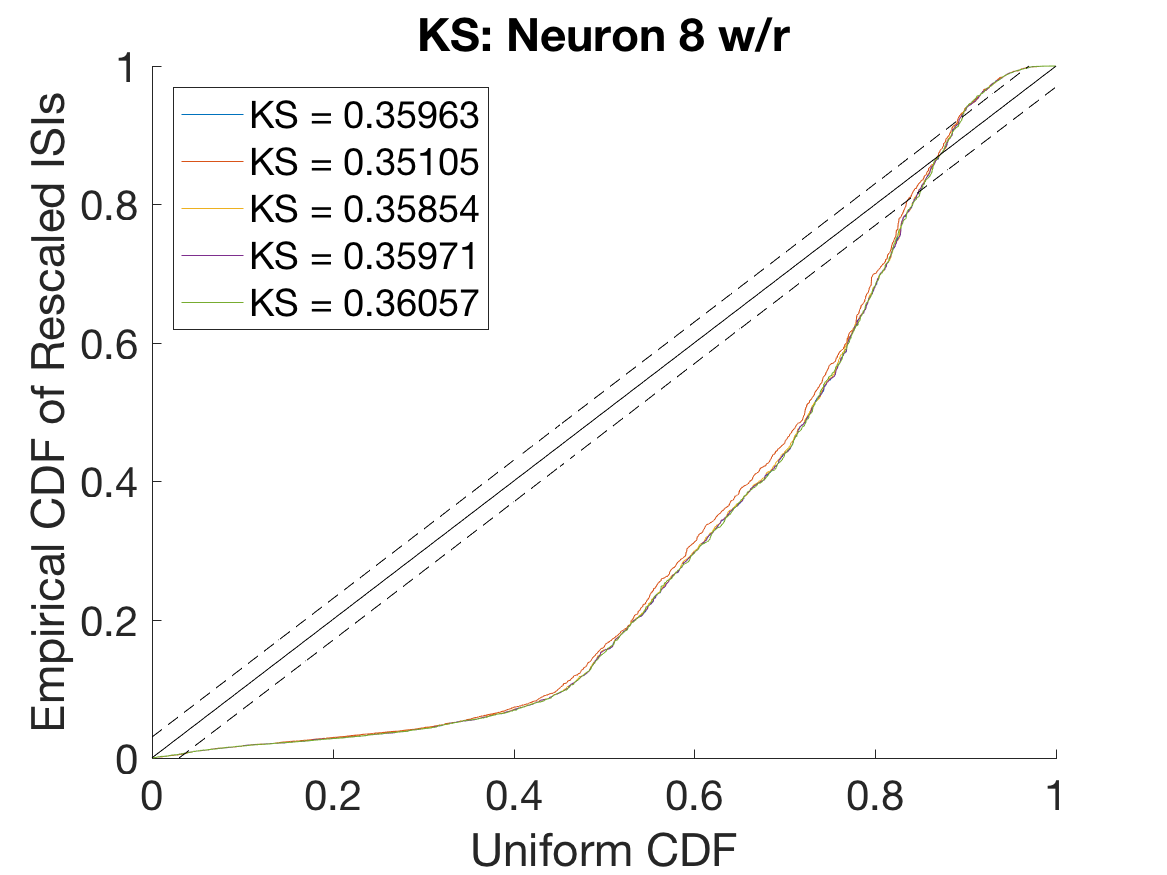 KS: Neuron 8 w/r
KS = 0.35963
KS = 0.35105
KS = 0.35854
KS = 0.35971
KS = 0.36057
Empirical CDF of Rescaled ISIs
1
0.8
0.6
0.4
0.2
0
0 0.2 0.4 0.6 0.8 1
Uniform CDF